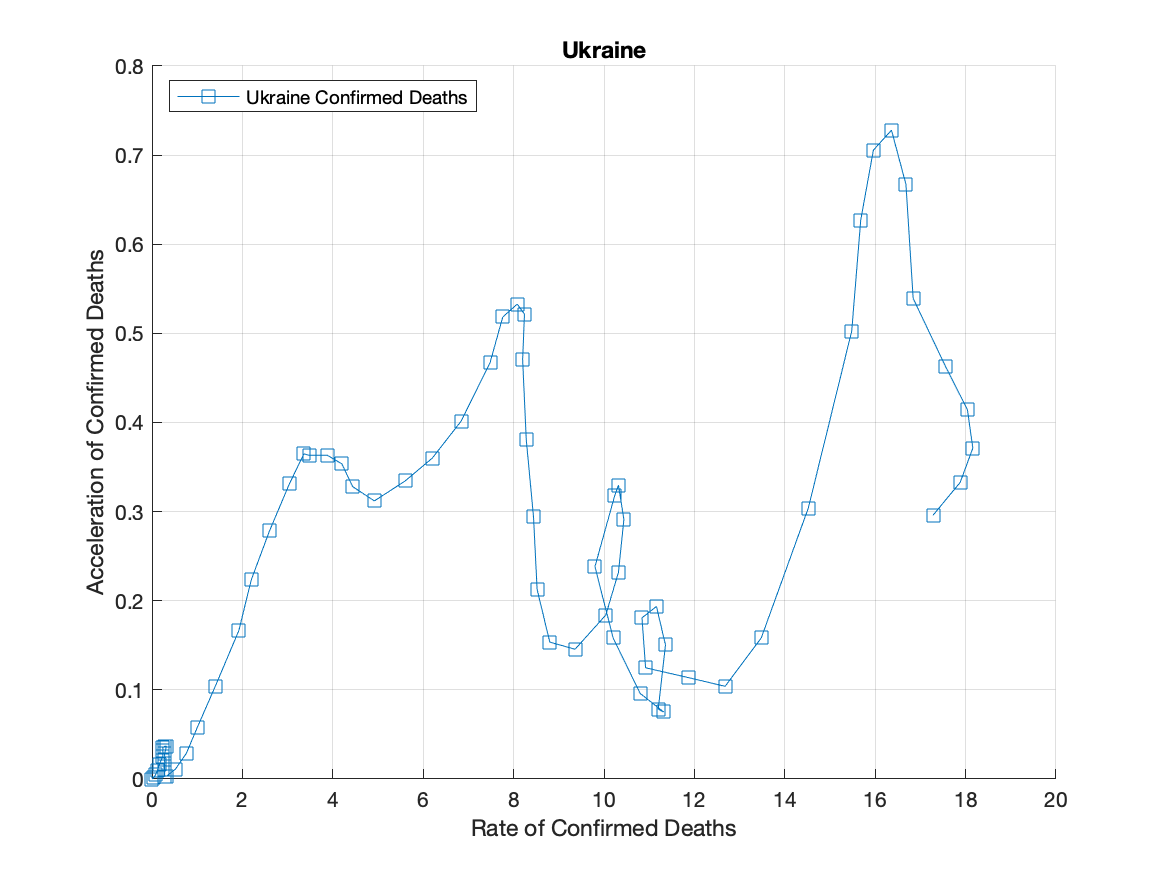 Ukraine
Ukraine Confirmed Deaths
0.8
0.7
0.6
0.5
0.4
0.3
0.2
0.1
0
Acceleration of Confirmed Deaths
0 2 4 6 8 10 12 14 16 18 20
Rate of Confirmed Deaths